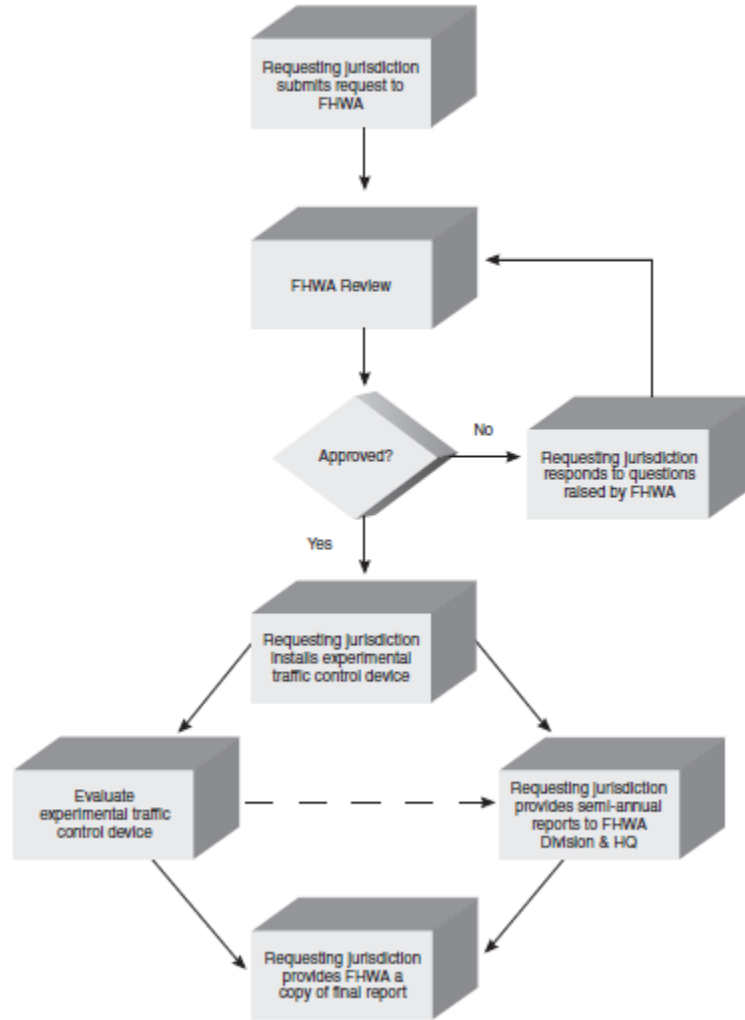 Requesting jurisdiction
submits request to
FHWA
FHWA Review
Approved?
No
Requesting jurisdiction
responds to questions
raised by FHWA
Yes
Requesting jurisdiction
installs experimental
traffic control device
Evaluate
experimental traffic
control device
Requesting jurisdiction
provides semi-annual
reports to FHWA
Division & HQ
Requesting jurisdiction
provides FHWA a
copy of final report